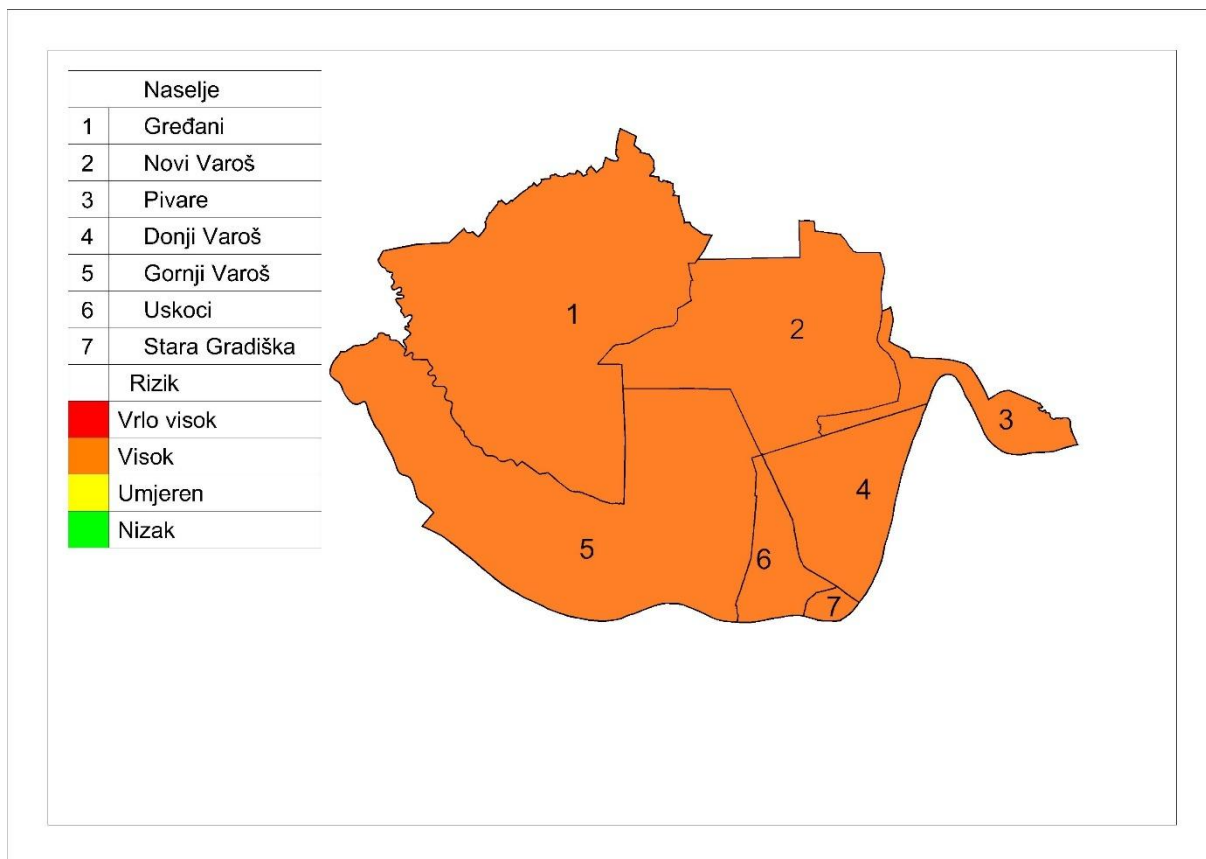 Naselje
1 Gređani
2 Novi Varoš
3 Pivare
4 Donji Varoš
5 Gornji Varoš
6 Uskoci
7 Stara Gradiška
Rizik
Vrlo visok
Visok
Umjeren
Nizak
1
2
3
4
5
6
7